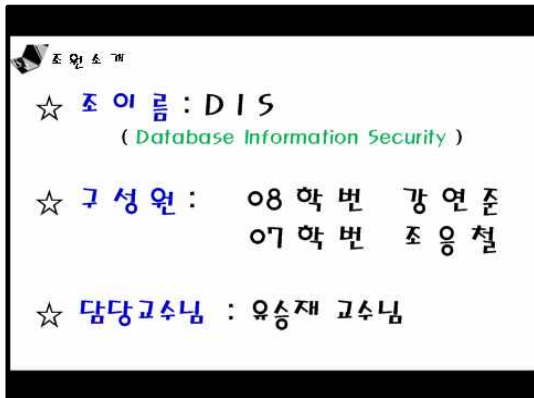 조원소개
☆ 조이름 : DIS
( Database Information Security )
☆ 구성원 : 08학번 강연준
07학번 조응철
☆ 담당교수님 : 유승재 교수님